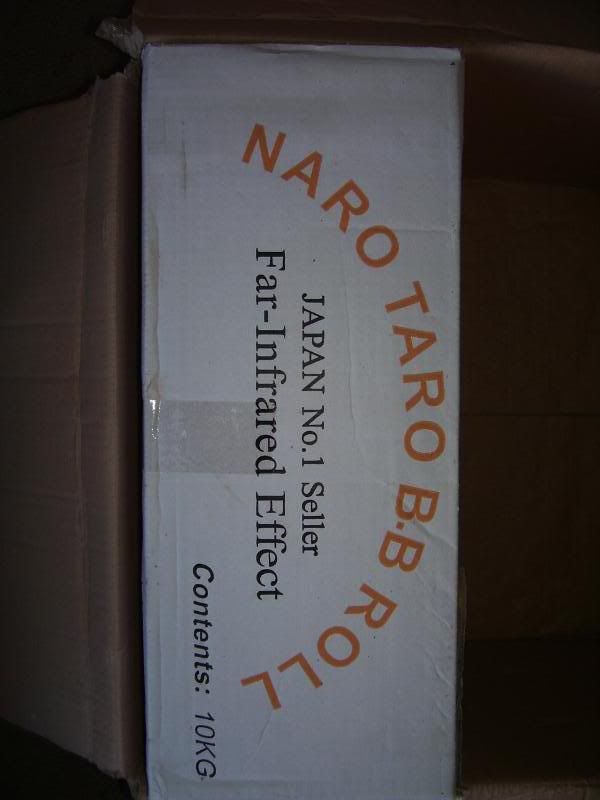 NARO TARO B.B ROLL
JAPAN No.1 Seller
Far-Infrared Effect
Contents: 10KG